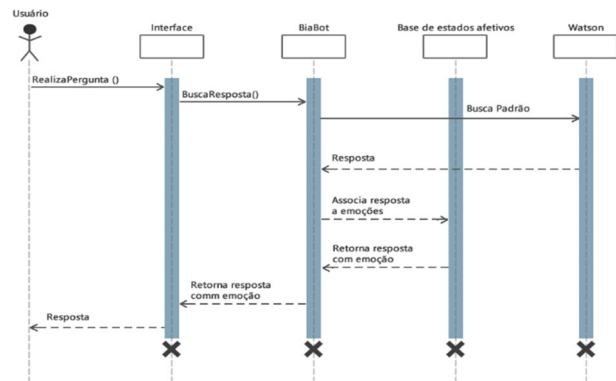 Usuário
Interface
BiaBot
Base de estados afetivos
Watson
RealizaPergunta ()
BuscaResposta()
Busca Padrão
Resposta
Associa resposta
a emoções
Retorna resposta
com emoção
Retorna resposta
comm emoção
Resposta